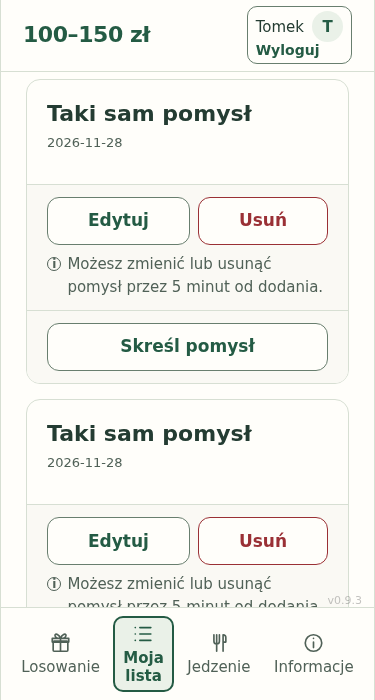 100–150 zł
Tomek T
Wyloguj
Taki sam pomysł
2026-11-28
Edytuj Usuń
Możesz zmienić lub usunąć
pomysł przez 5 minut od dodania.
Skreśl pomysł
Taki sam pomysł
2026-11-28
Edytuj Usuń
Możesz zmienić lub usunąć
pomysł przez 5 minut od dodania.
v0.9.3
Losowanie Moja lista Jedzenie Informacje